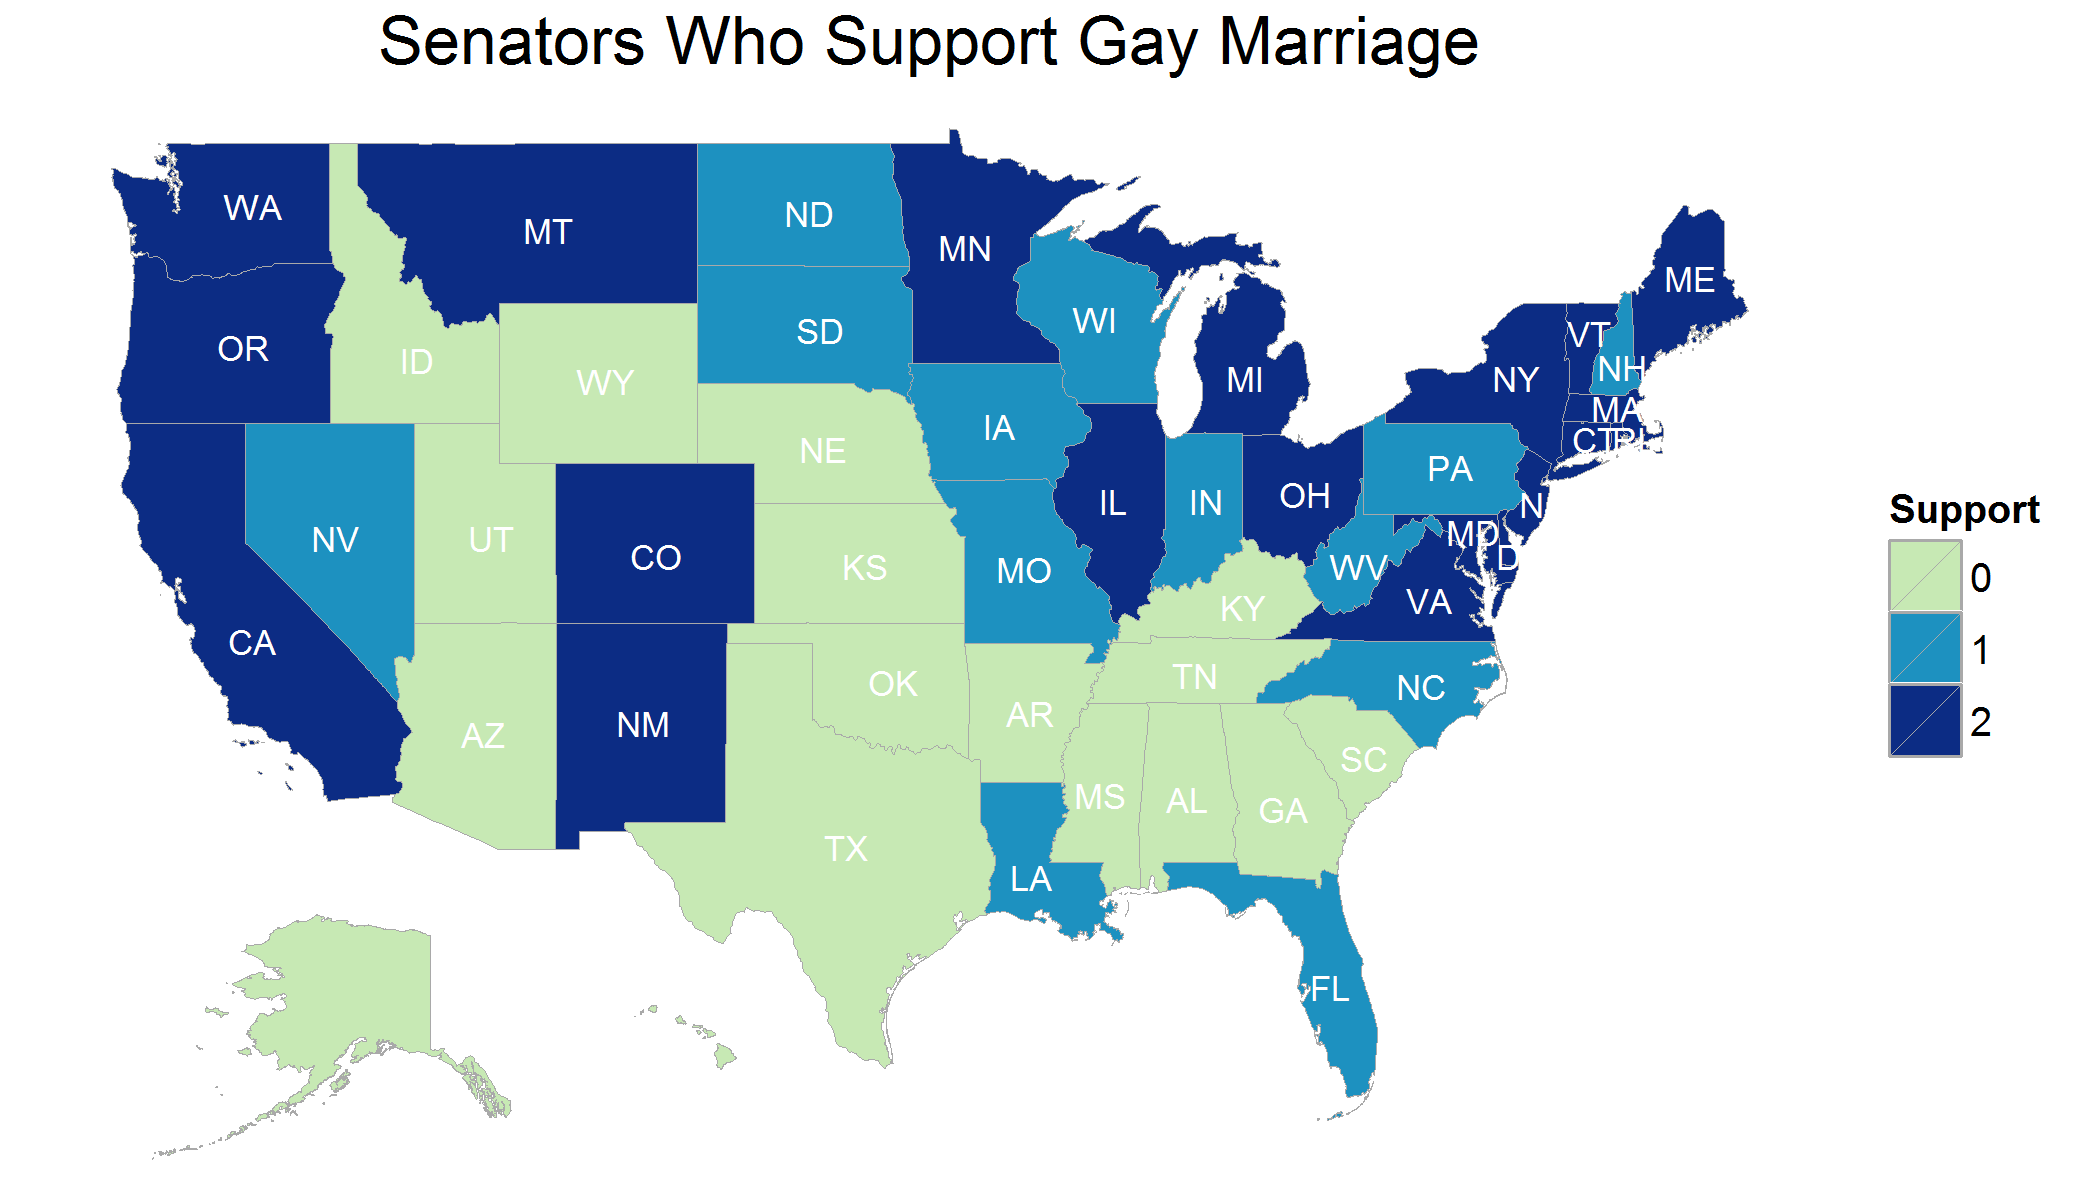 Senators Who Support Gay Marriage
WA
MT
ND
MN
ME
OR
ID
WY
SD
WI
MI
NY
VT
NH
MA
CT
RI
NV
UT
CO
NE
KS
IA
MO
IL
IN
OH
PA
N
MD
D
WV
VA
KY
CA
AZ
NM
OK
AR
TN
NC
SC
TX
LA
MS
AL
GA
FL
Support
0
1
2